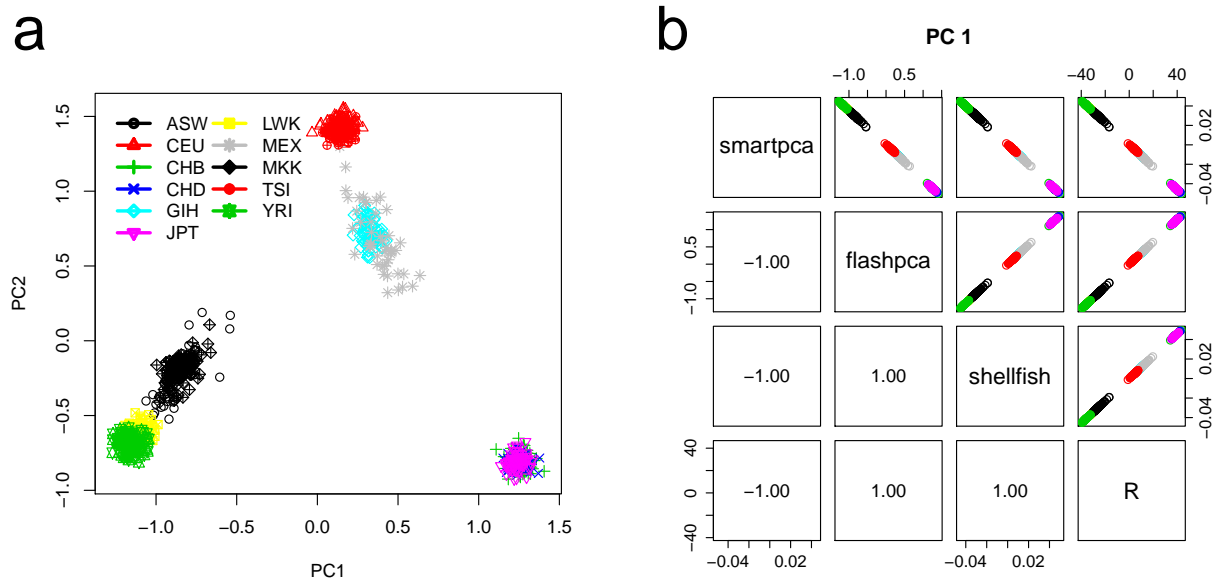 a
PC2
1.5
1.0
0.5
0.0
−0.5
−1.0
ASW
CEU
CHB
CHD
GIH
JPT
LWK
MEX
MKK
TSI
YRI
−1.0 −0.5 0.0 0.5 1.0 1.5
PC1
b
PC 1
−1.0 0.5
−40 0 40
smartpca
−0.04 0.02
0.5
−1.0
−1.00
flashpca
−1.00
1.00
shellfish
−0.04 0.02
40
0
−40
−1.00
1.00
1.00
R
−0.04 0.02
−0.04 0.02